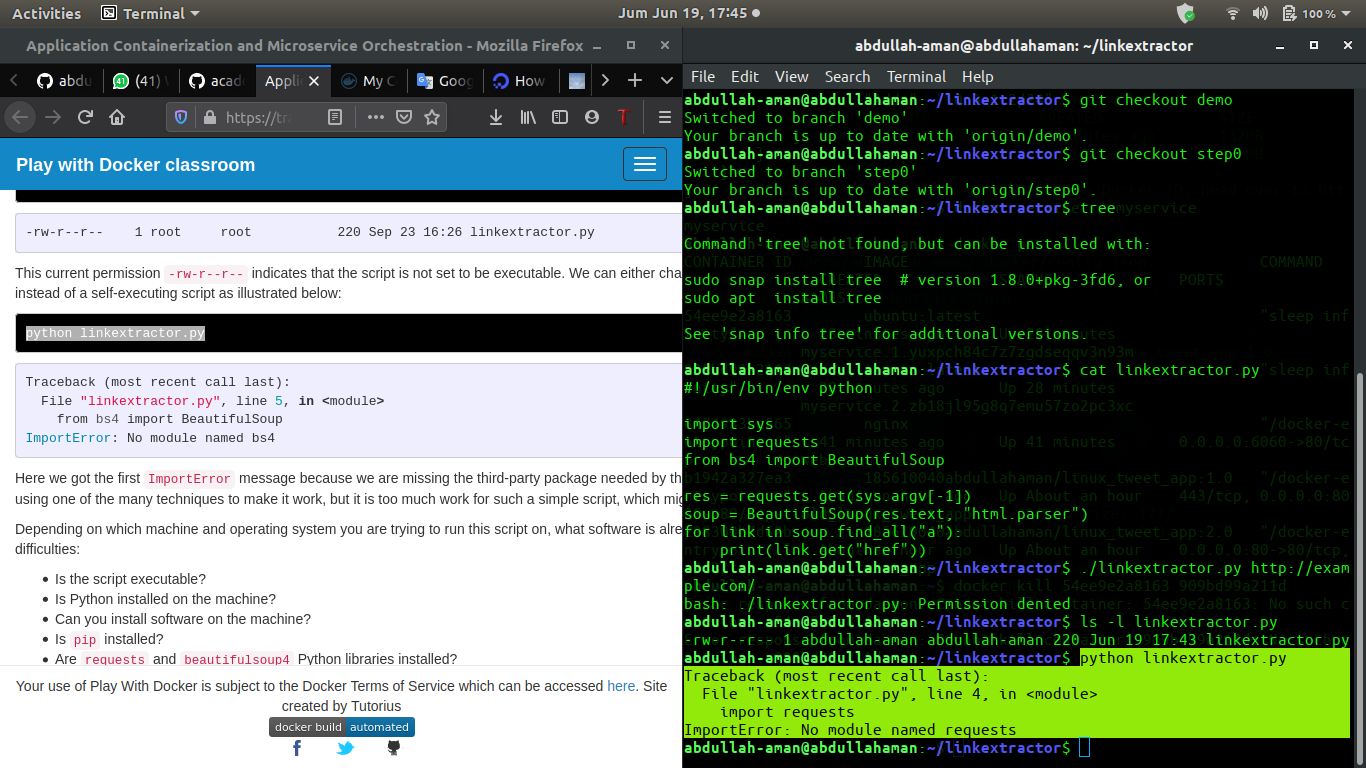 Activities Terminal Jum Jun 19, 17:45 100 %
Application Containerization and Microservice Orchestration - Mozilla Firefox
abdu (41) acad Applic My C Goog How
https://tra
Play with Docker classroom
-rw-r--r-- 1 root root 220 Sep 23 16:26 linkextractor.py
This current permission -rw-r--r-- indicates that the script is not set to be executable. We can either cha
instead of a self-executing script as illustrated below:
python linkextractor.py
Traceback (most recent call last):
File "linkextractor.py", line 5, in <module>
from bs4 import BeautifulSoup
ImportError: No module named bs4
Here we got the first ImportError message because we are missing the third-party package needed by th
using one of the many techniques to make it work, but it is too much work for such a simple script, which mig
Depending on which machine and operating system you are trying to run this script on, what software is alre
difficulties:
Is the script executable?
Is Python installed on the machine?
Can you install software on the machine?
Is pip installed?
Are requests and beautifulsoup4 Python libraries installed?
Your use of Play With Docker is subject to the Docker Terms of Service which can be accessed here. Site
created by Tutorius
docker build automated
abdullah-aman@abdullahaman: ~/linkextractor
File Edit View Search Terminal Help
abdullah-aman@abdullahaman:~/linkextractor$ git checkout demo
Switched to branch 'demo'
Your branch is up to date with 'origin/demo'.
abdullah-aman@abdullahaman:~/linkextractor$ git checkout step0
Switched to branch 'step0'
Your branch is up to date with 'origin/step0'.
abdullah-aman@abdullahaman:~/linkextractor$ tree
Command 'tree' not found, but can be installed with:
sudo snap install tree # version 1.8.0+pkg-3fd6, or
sudo apt install tree
See 'snap info tree' for additional versions.
abdullah-aman@abdullahaman:~/linkextractor$ cat linkextractor.py
#!/usr/bin/env python
import sys
import requests
from bs4 import BeautifulSoup
res = requests.get(sys.argv[-1])
soup = BeautifulSoup(res.text, "html.parser")
for link in soup.find_all("a"):
print(link.get("href"))
abdullah-aman@abdullahaman:~/linkextractor$ ./linkextractor.py http://exam
ple.com/
bash: ./linkextractor.py: Permission denied
abdullah-aman@abdullahaman:~/linkextractor$ ls -l linkextractor.py
-rw-r--r-- 1 abdullah-aman abdullah-aman 220 Jun 19 17:43 linkextractor.py
abdullah-aman@abdullahaman:~/linkextractor$ python linkextractor.py
Traceback (most recent call last):
File "linkextractor.py", line 4, in <module>
import requests
ImportError: No module named requests
abdullah-aman@abdullahaman:~/linkextractor$